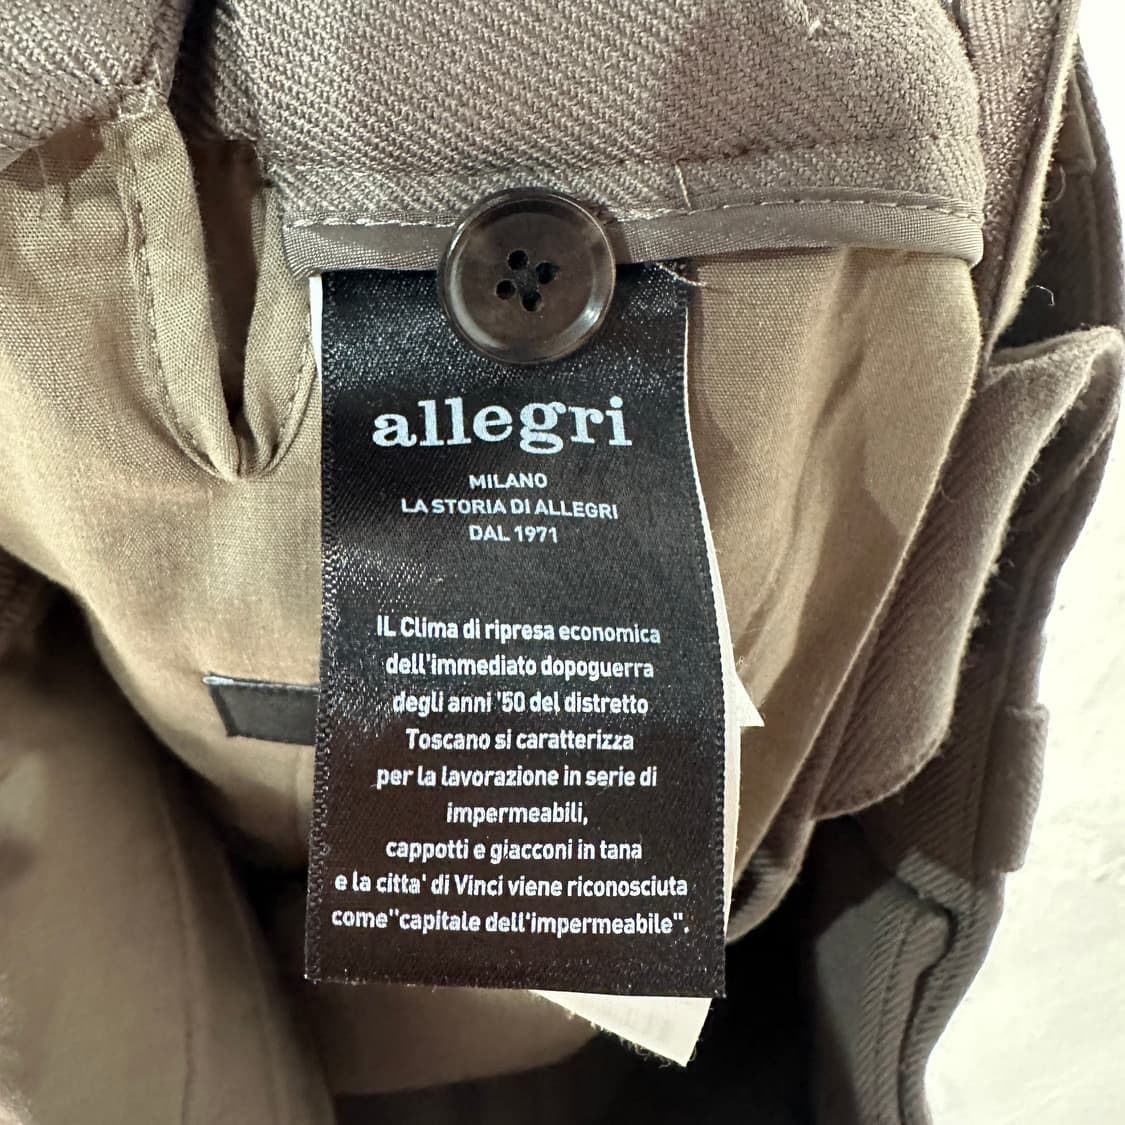 allegri
MILANO
LA STORIA DI ALLEGRI
DAL 1971
IL Clima di ripresa economica
dell'immediato dopoguerra
degli anni '50 del distretto
Toscano si caratterizza
per la lavorazione in serie di
impermeabili,
cappotti e giacconi in tana
e la citta' di Vinci viene riconosciuta
come"capitale dell'impermeabile".